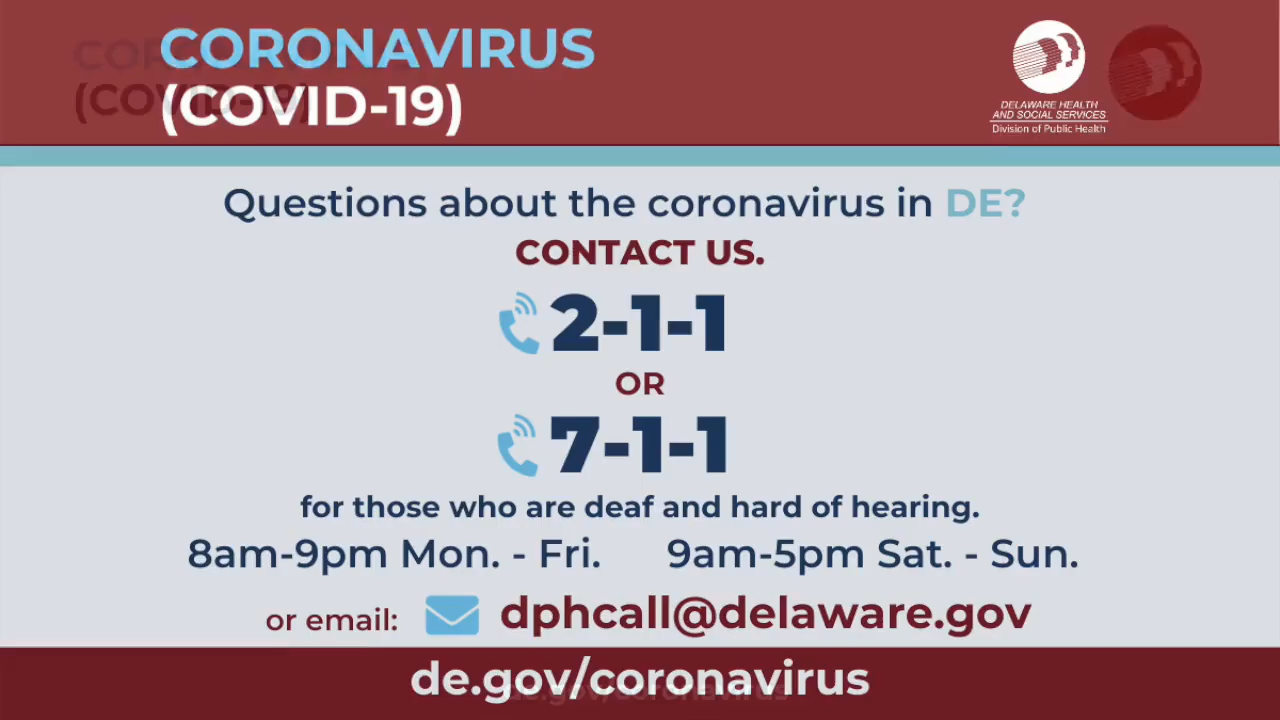 CORONAVIRUS
(COVID-19)
DELAWARE HEALTH
AND SOCIAL SERVICES
Division of Public Health
Questions about the coronavirus in DE?
CONTACT US.
2-1-1
OR
7-1-1
for those who are deaf and hard of hearing.
8am-9pm Mon. - Fri. 9am-5pm Sat. - Sun.
or email: dphcall@delaware.gov
de.gov/coronavirus